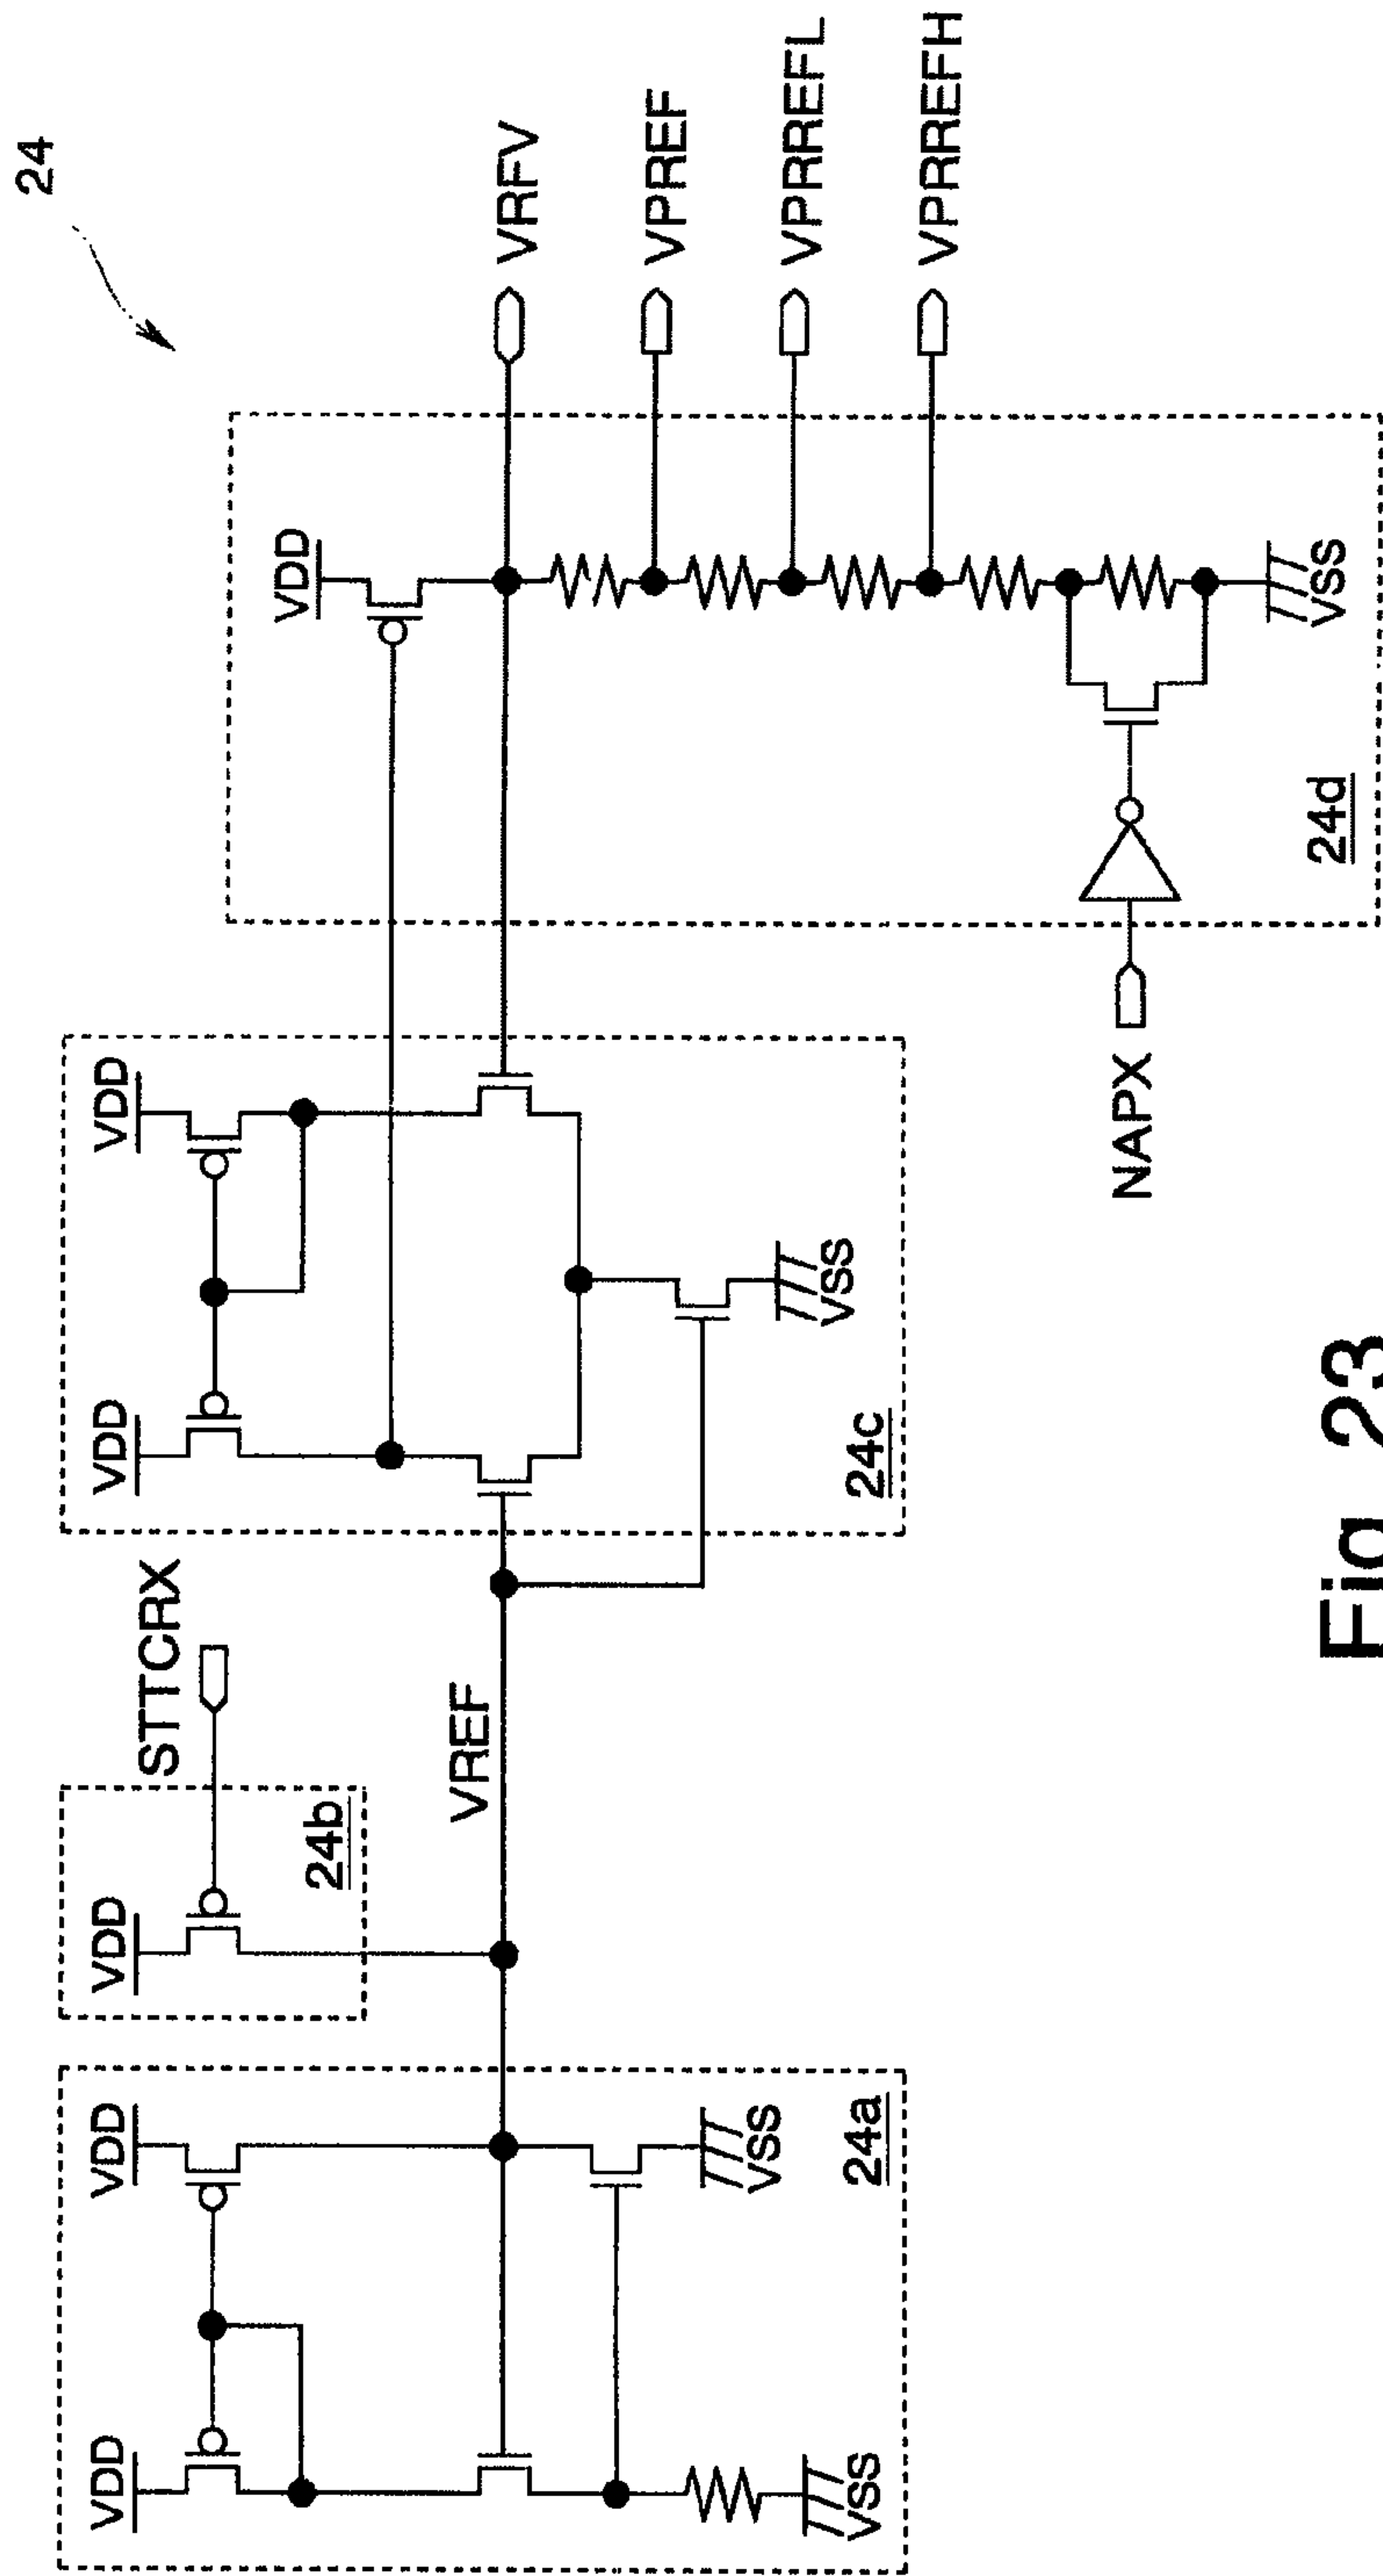 24
VDD
VDD
24a
VSS
VSS
VDD
24b
STTCRX
VREF
VDD
VDD
24c
VSS
VDD
24d
VSS
NAPX
VRFV
VPREF
VPRREFL
VPRREFH
Fig. 23